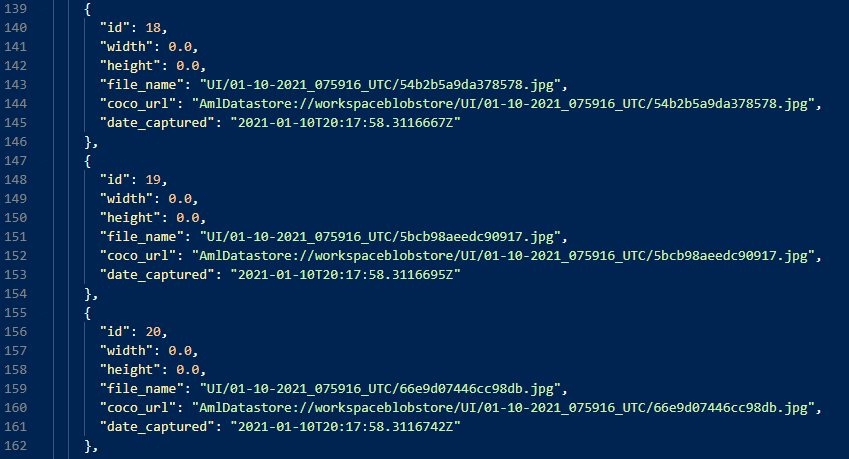 139 {
140 "id": 18,
141 "width": 0.0,
142 "height": 0.0,
143 "file_name": "UI/01-10-2021_075916_UTC/54b2b5a9da378578.jpg",
144 "coco_url": "AmlDatastore://workspaceblobstore/UI/01-10-2021_075916_UTC/54b2b5a9da378578.jpg",
145 "date_captured": "2021-01-10T20:17:58.3116667Z"
146 },
147 {
148 "id": 19,
149 "width": 0.0,
150 "height": 0.0,
151 "file_name": "UI/01-10-2021_075916_UTC/5bcb98aeedc90917.jpg",
152 "coco_url": "AmlDatastore://workspaceblobstore/UI/01-10-2021_075916_UTC/5bcb98aeedc90917.jpg",
153 "date_captured": "2021-01-10T20:17:58.3116695Z"
154 },
155 {
156 "id": 20,
157 "width": 0.0,
158 "height": 0.0,
159 "file_name": "UI/01-10-2021_075916_UTC/66e9d07446cc98db.jpg",
160 "coco_url": "AmlDatastore://workspaceblobstore/UI/01-10-2021_075916_UTC/66e9d07446cc98db.jpg",
161 "date_captured": "2021-01-10T20:17:58.3116742Z"
162 },